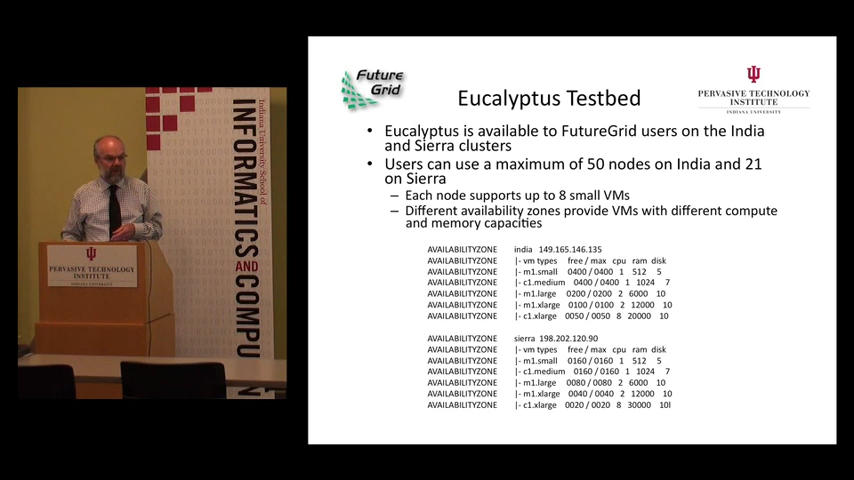 Future
Grid
PERVASIVE TECHNOLOGY
INSTITUTE
INDIANA UNIVERSITY
Eucalyptus Testbed
• Eucalyptus is available to FutureGrid users on the India
and Sierra clusters
• Users can use a maximum of 50 nodes on India and 21
on Sierra
– Each node supports up to 8 small VMs
– Different availability zones provide VMs with different compute
and memory capacities
AVAILABILITYZONE india 149.165.146.135
AVAILABILITYZONE |- vm types free / max cpu ram disk
AVAILABILITYZONE |- m1.small 0400 / 0400 1 512 5
AVAILABILITYZONE |- c1.medium 0400 / 0400 1 1024 7
AVAILABILITYZONE |- m1.large 0200 / 0200 2 6000 10
AVAILABILITYZONE |- m1.xlarge 0100 / 0100 2 12000 10
AVAILABILITYZONE |- c1.xlarge 0050 / 0050 8 20000 10
AVAILABILITYZONE sierra 198.202.120.90
AVAILABILITYZONE |- vm types free / max cpu ram disk
AVAILABILITYZONE |- m1.small 0160 / 0160 1 512 5
AVAILABILITYZONE |- c1.medium 0160 / 0160 1 1024 7
AVAILABILITYZONE |- m1.large 0080 / 0080 2 6000 10
AVAILABILITYZONE |- m1.xlarge 0040 / 0040 2 12000 10
AVAILABILITYZONE |- c1.xlarge 0020 / 0020 8 30000 10l
Indiana University School of
INFORMATICS AND COMPU
PERVASIVE TECHNOLOGY
INSTITUTE